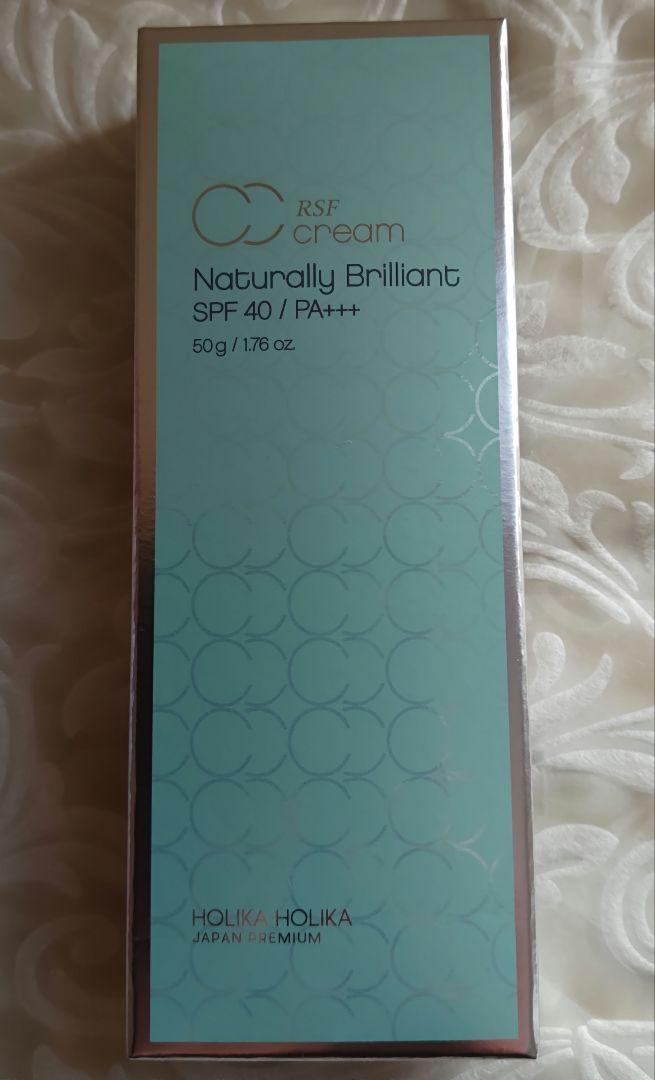 CC RSF
cream
Naturally Brilliant
SPF 40 / PA+++
50g / 1.76 oz.
HOLIKA HOLIKA
JAPAN PREMIUM